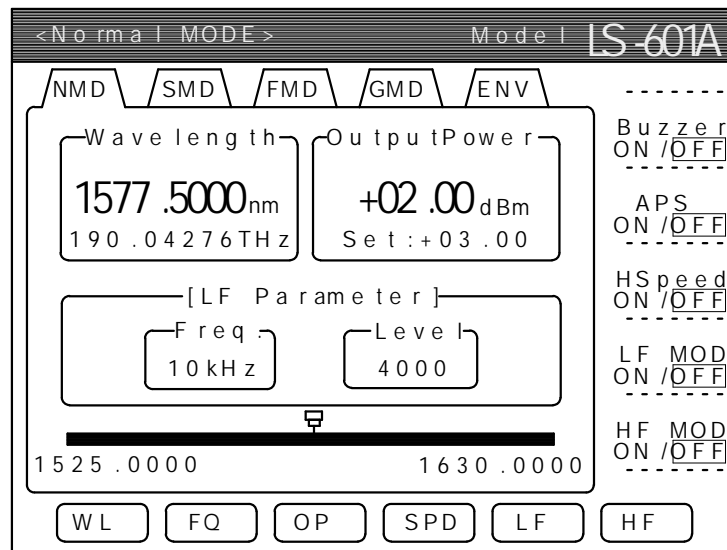 <Normal MODE> Model LS-601A
NMD SMD FMD GMD ENV
Wavelength
1577.5000nm
190.04276THz
OutputPower
+02.00dBm
Set:+03.00
[LF Parameter]
Freq.
10kHz
Level
4000
1525.0000 1630.0000
Buzzer
ON/OFF
APS
ON/OFF
HSpeed
ON/OFF
LF MOD
ON/OFF
HF MOD
ON/OFF
WL FQ OP SPD LF HF